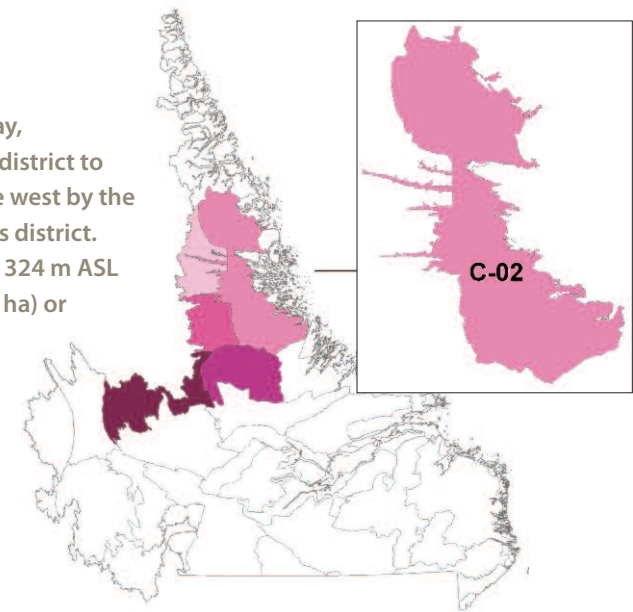 ay,
district to
e west by the
s district.
324 m ASL
ha) or
C-02